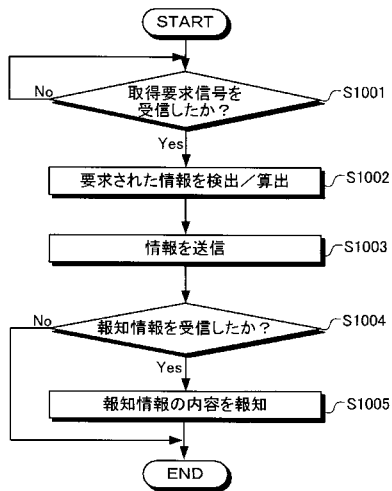 START
取得要求信号を
受信したか？
S1001
No
Yes
要求された情報を検出／算出
S1002
情報を送信
S1003
No
報知情報を受信したか？
S1004
Yes
報知情報の内容を報知
S1005
END